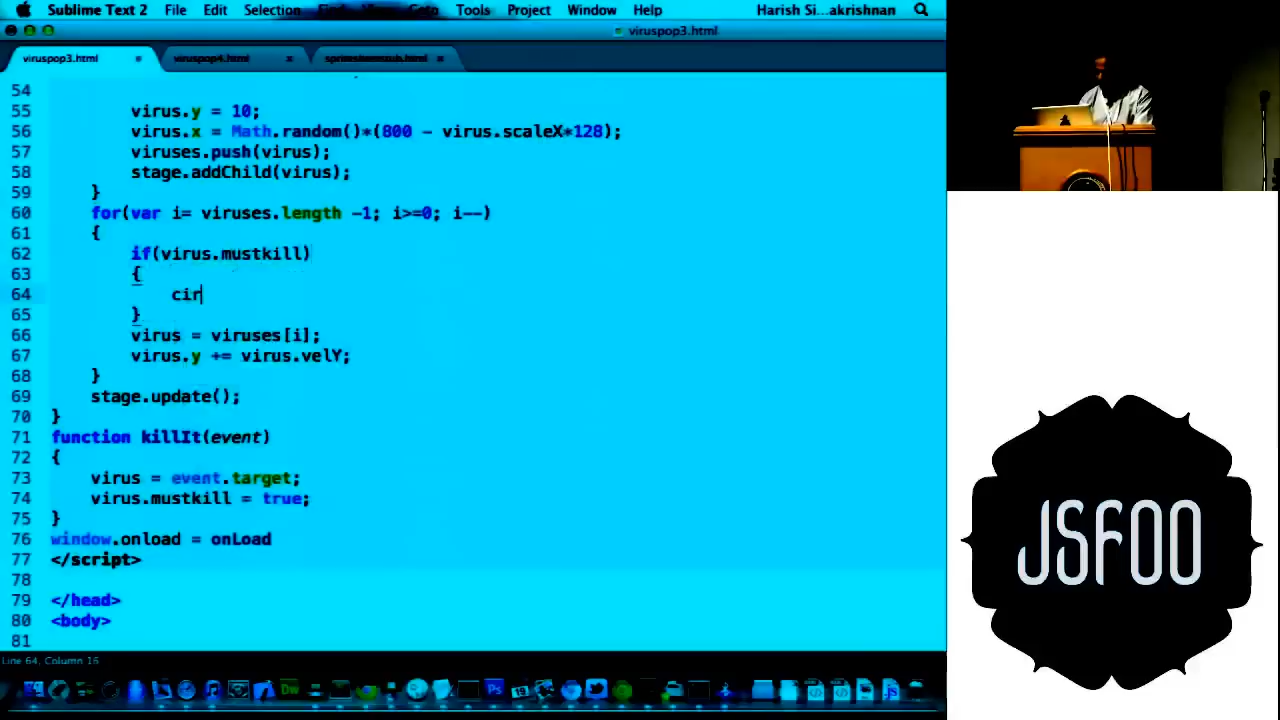 Sublime Text 2 File Edit Selection Find View Goto Tools Project Window Help Harish Si...akrishnan
viruspop3.html
viruspop3.html viruspop4.html
54
55 virus.y = 10;
56 virus.x = Math.random()*(800 - virus.scaleX*128);
57 viruses.push(virus);
58 stage.addChild(virus);
59 }
60 for(var i= viruses.length -1; i>=0; i--)
61 {
62 if(virus.mustkill)
63 {
64 cir
65 }
66 virus = viruses[i];
67 virus.y += virus.velY;
68 }
69 stage.update();
70 }
71 function killIt(event)
72 {
73 virus = event.target;
74 virus.mustkill = true;
75 }
76 window.onload = onLoad
77 </script>
78
79 </head>
80 <body>
81
Line 64, Column 16
JSFOO